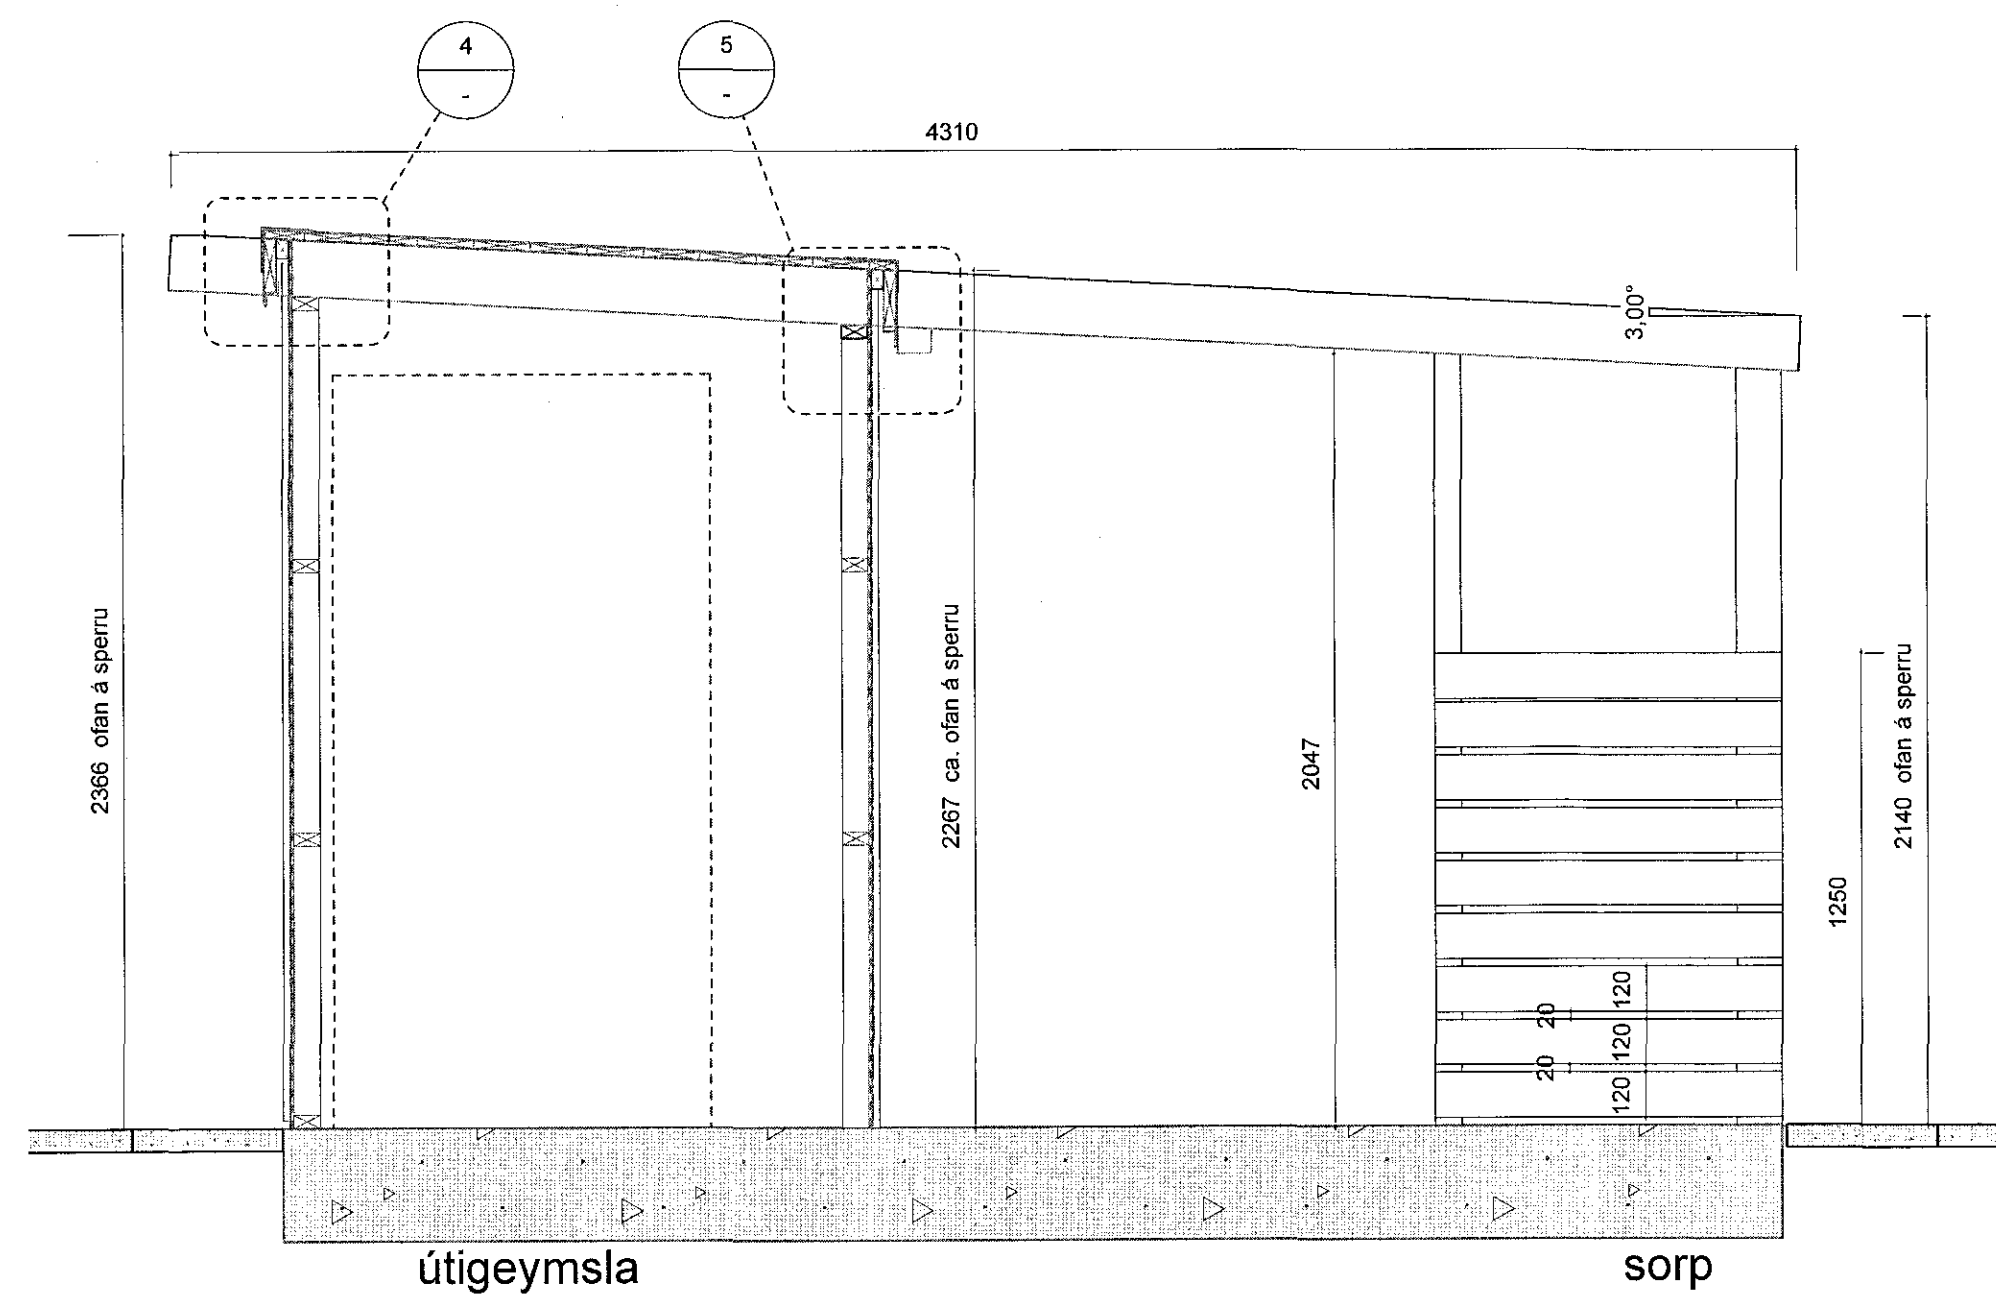 4
-
5
-
4310
3,00°
2366 ofan á sperru
2267 ca. ofan á sperru
2047
1250
2140 ofan á sperru
120
20
120
20
120
útigeymsla
sorp